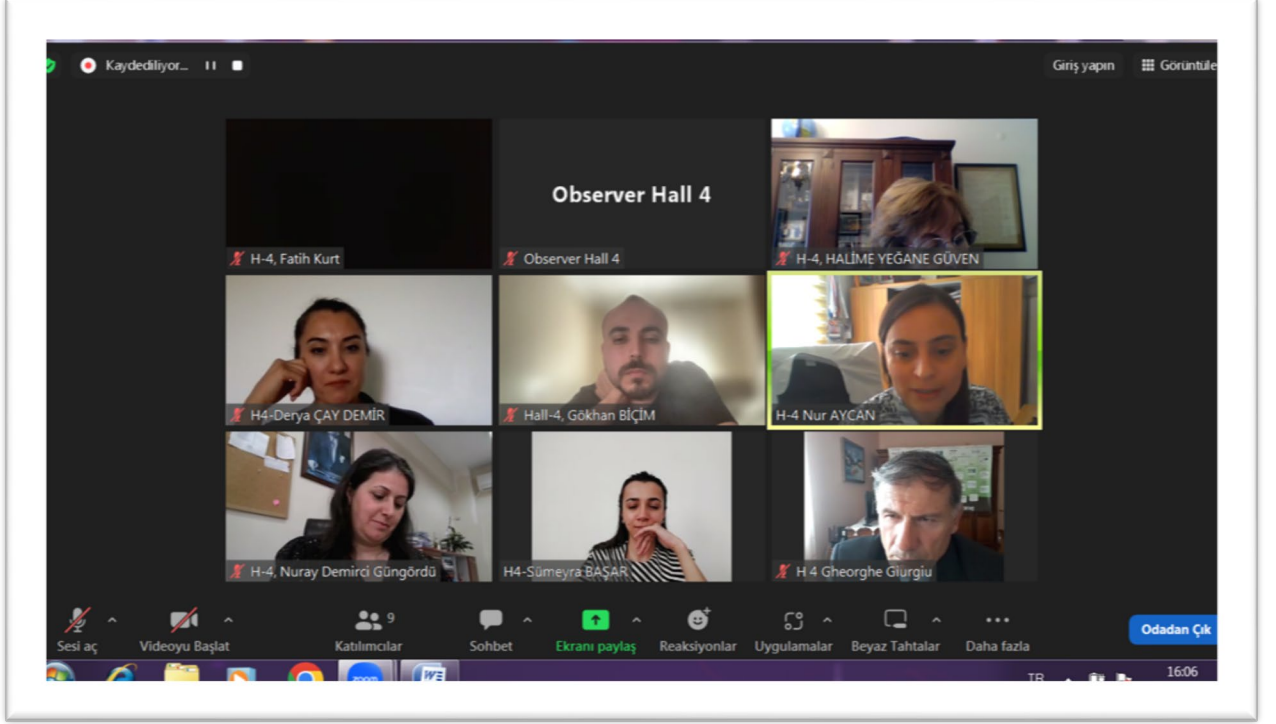 Kaydediliyor...
Giriş yapın
Görüntüle
Observer Hall 4
H-4, Fatih Kurt
Observer Hall 4
H-4, HALİME YEĞANE GÜVEN
H4-Derya ÇAY DEMİR
Hall-4, Gökhan BİÇİM
H-4 Nur AYCAN
H-4, Nuray Demirci Güngördü
H4-Sümeyra BAŞAR
H 4 Gheorghe Giurgiu
9
Sesi aç
Videoyu Başlat
Katılımcılar
Sohbet
Ekranı paylaş
Reaksiyonlar
Uygulamalar
Beyaz Tahtalar
Daha fazla
Odadan Çık
zoom
W
TR
16:06